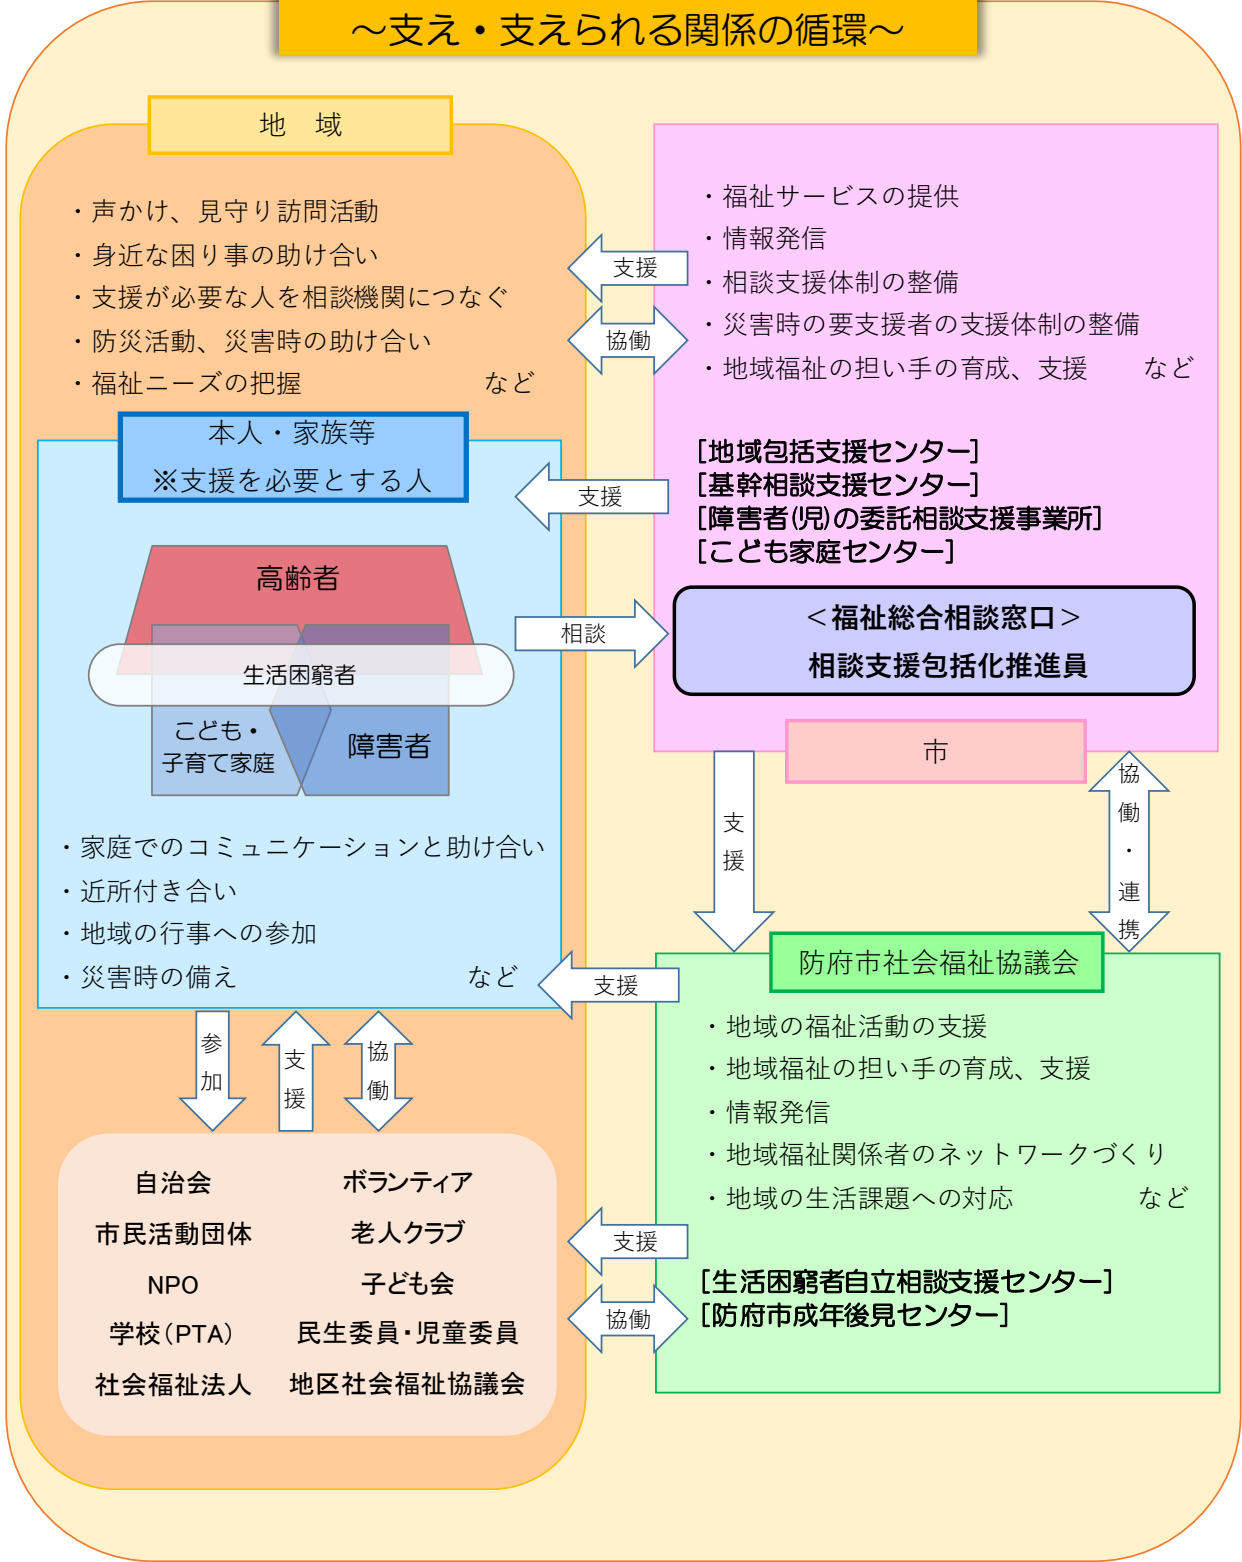 ～支え・支えられる関係の循環～
地　域
・声かけ、見守り訪問活動
・身近な困り事の助け合い
・支援が必要な人を相談機関につなぐ
・防災活動、災害時の助け合い
・福祉ニーズの把握　　　　　　　など
支援
協働
・福祉サービスの提供
・情報発信
・相談支援体制の整備
・災害時の要支援者の支援体制の整備
・地域福祉の担い手の育成、支援　　など
[地域包括支援センター]
[基幹相談支援センター]
[障害者(児)の委託相談支援事業所]
[こども家庭センター]
＜福祉総合相談窓口＞
相談支援包括化推進員
市
本人・家族等
※支援を必要とする人
支援
相談
高齢者
生活困窮者
こども・
子育て家庭
障害者
・家庭でのコミュニケーションと助け合い
・近所付き合い
・地域の行事への参加
・災害時の備え　　　　　　　　　など
支援
協働・連携
防府市社会福祉協議会
支援
・地域の福祉活動の支援
・地域福祉の担い手の育成、支援
・情報発信
・地域福祉関係者のネットワークづくり
・地域の生活課題への対応　　　　　など
[生活困窮者自立相談支援センター]
[防府市成年後見センター]
参加
支援
協働
支援
協働
自治会　ボランティア
市民活動団体　老人クラブ
NPO　子ども会
学校（PTA）　民生委員・児童委員
社会福祉法人　地区社会福祉協議会